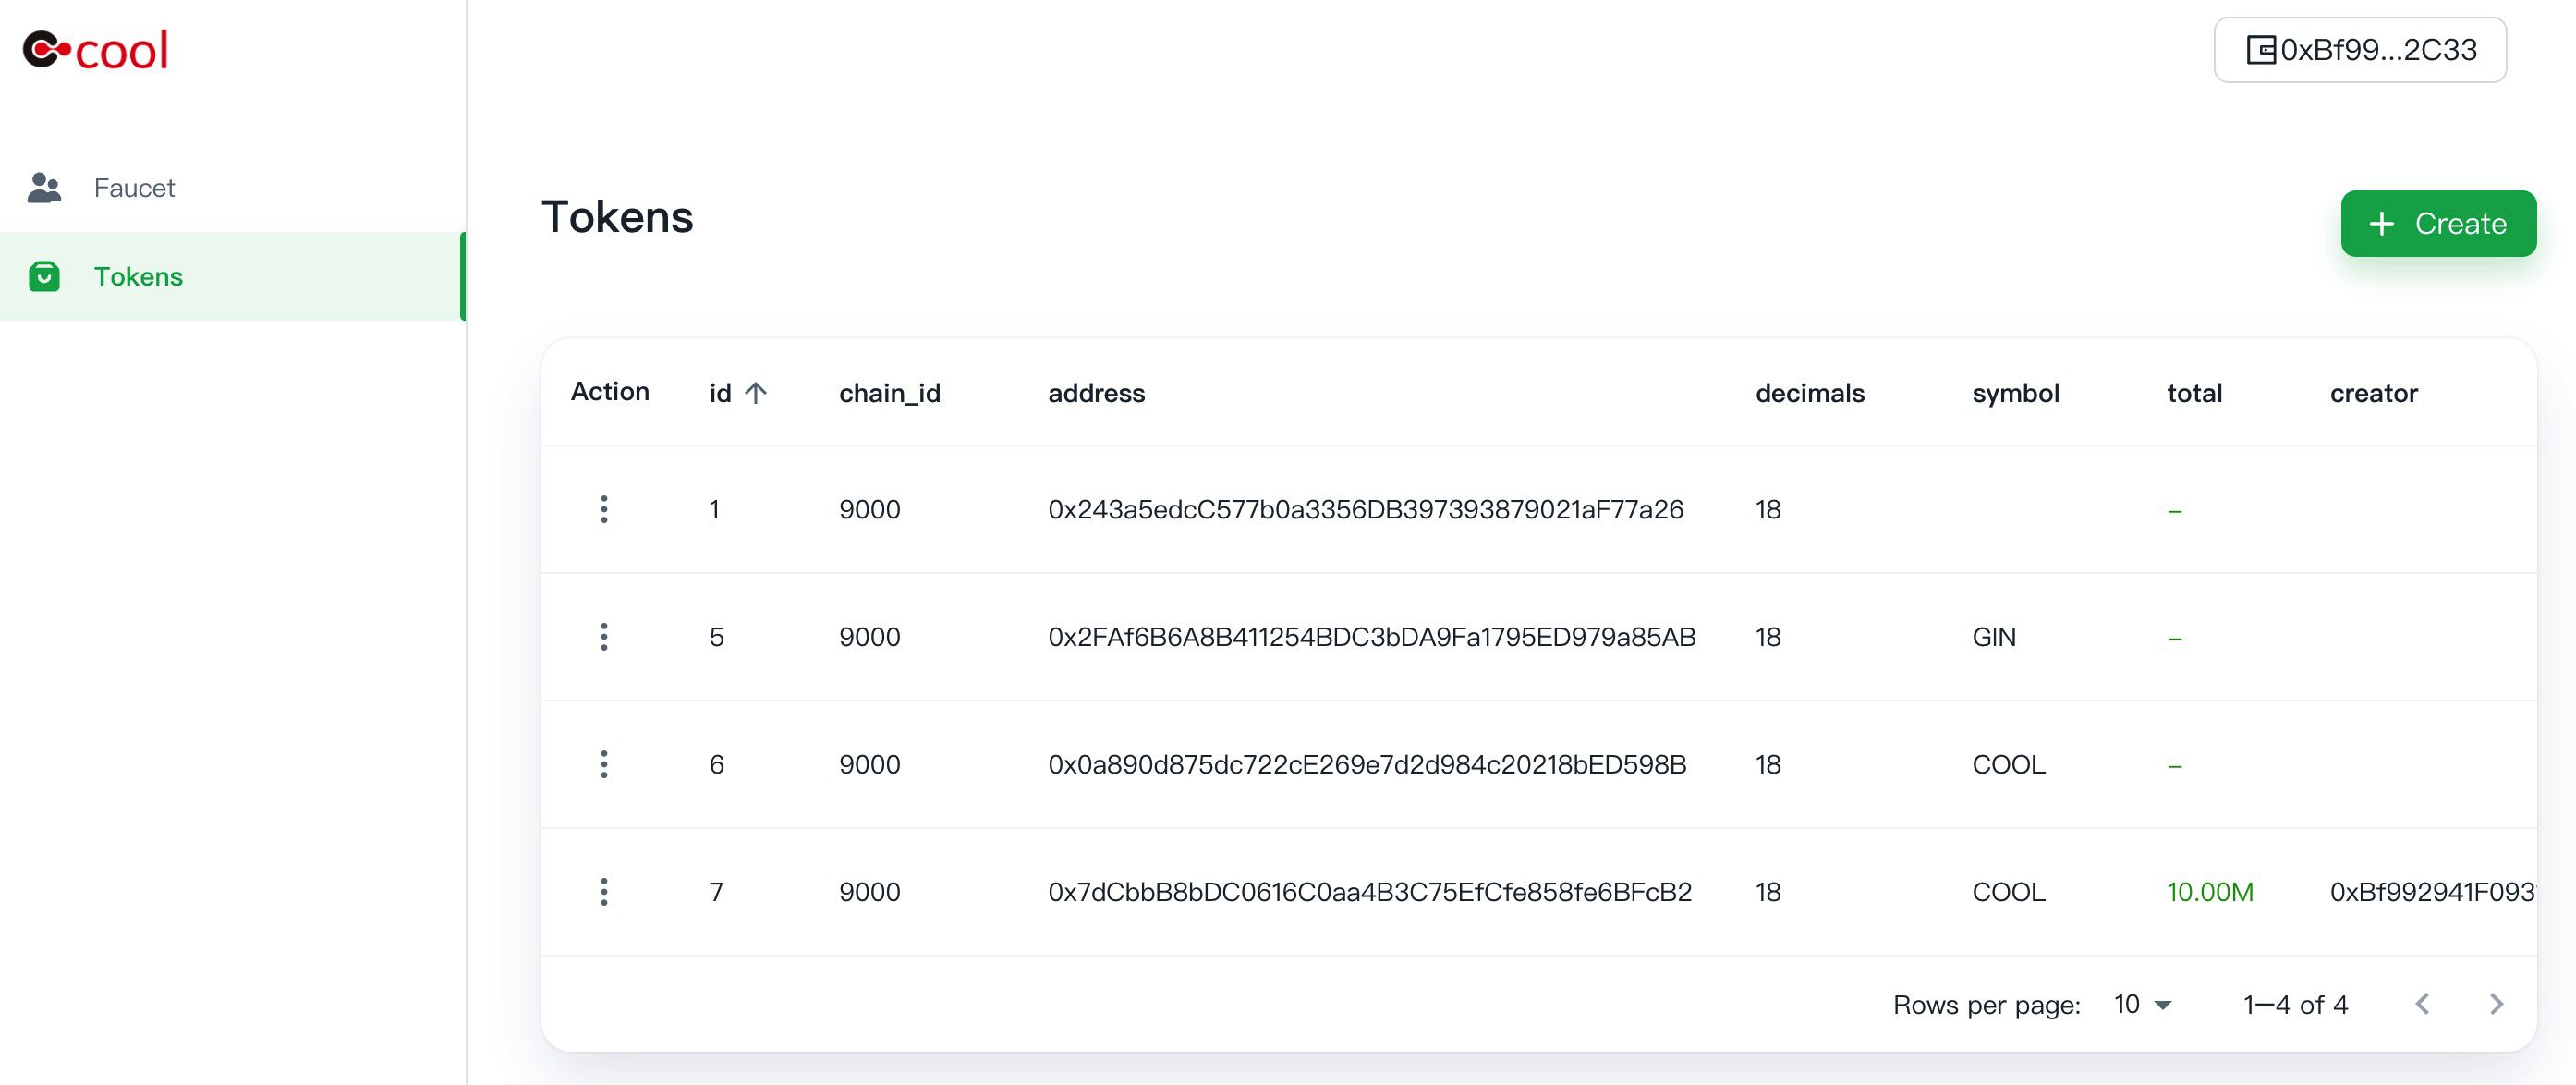 cool
0xBf99...2C33
Faucet
Tokens
Tokens
+ Create
Action id ↑ chain_id address decimals symbol total creator
1 9000 0x243a5edcC577b0a3356DB397393879021aF77a26 18 –
5 9000 0x2FAf6B6A8B411254BDC3bDA9Fa1795ED979a85AB 18 GIN –
6 9000 0x0a890d875dc722cE269e7d2d984c20218bED598B 18 COOL –
7 9000 0x7dCbbB8bDC0616C0aa4B3C75EfCfe858fe6BFcB2 18 COOL 10.00M 0xBf992941F093
Rows per page: 10 1–4 of 4